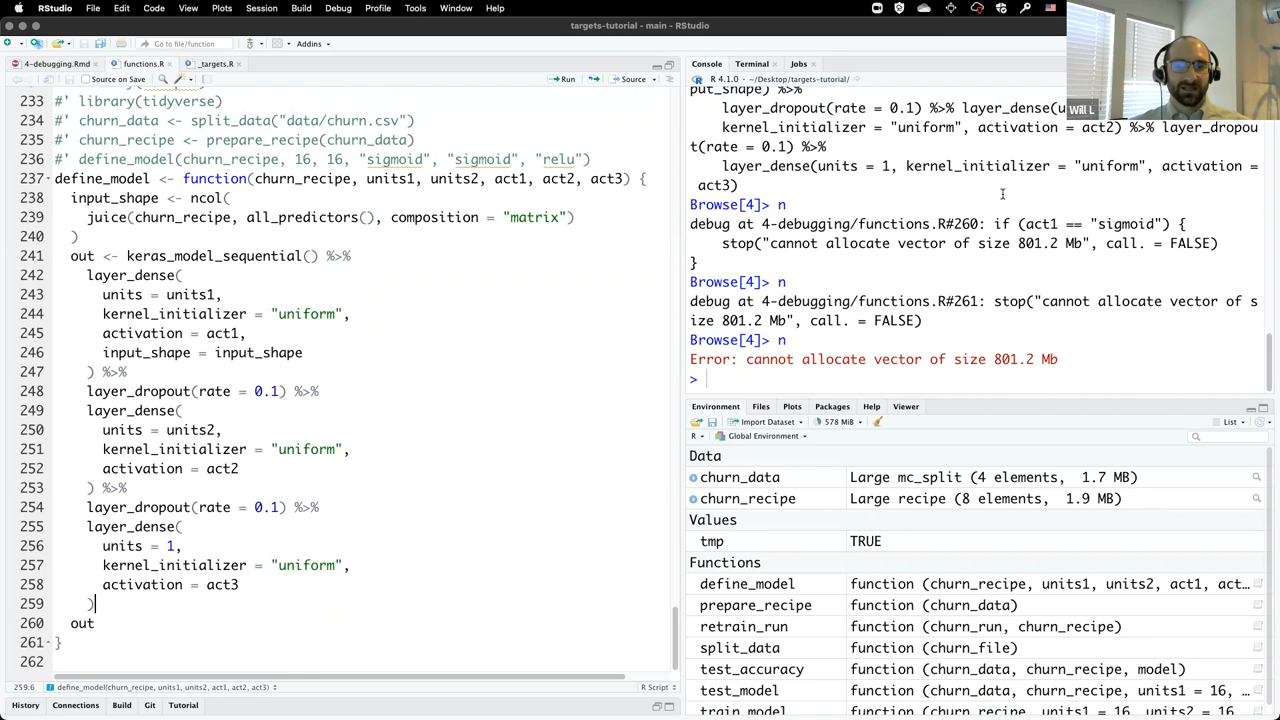 RStudio File Edit Code View Plots Session Build Debug Profile Tools Window Help
targets-tutorial - main - RStudio
Go to file/function Addins
4-debugging.Rmd functions.R _targets.R
Source on Save Run Source
233 #' library(tidyverse)
234 #' churn_data <- split_data("data/churn.csv")
235 #' churn_recipe <- prepare_recipe(churn_data)
236 #' define_model(churn_recipe, 16, 16, "sigmoid", "sigmoid", "relu")
237 define_model <- function(churn_recipe, units1, units2, act1, act2, act3) {
238 input_shape <- ncol(
239 juice(churn_recipe, all_predictors(), composition = "matrix")
240 )
241 out <- keras_model_sequential() %>%
242 layer_dense(
243 units = units1,
244 kernel_initializer = "uniform",
245 activation = act1,
246 input_shape = input_shape
247 ) %>%
248 layer_dropout(rate = 0.1) %>%
249 layer_dense(
250 units = units2,
251 kernel_initializer = "uniform",
252 activation = act2
253 ) %>%
254 layer_dropout(rate = 0.1) %>%
255 layer_dense(
256 units = 1,
257 kernel_initializer = "uniform",
258 activation = act3
259 )
260 out
261 }
262
259:6 define_model(churn_recipe, units1, units2, act1, act2, act3) R Script
History Connections Build Git Tutorial
Console Terminal Jobs
R 4.1.0 · ~/Desktop/targets-tutorial/
put_shape) %>%
layer_dropout(rate = 0.1) %>% layer_dense(u
kernel_initializer = "uniform", activation = act2) %>% layer_dropou
t(rate = 0.1) %>%
layer_dense(units = 1, kernel_initializer = "uniform", activation =
act3)
Browse[4]> n
debug at 4-debugging/functions.R#260: if (act1 == "sigmoid") {
stop("cannot allocate vector of size 801.2 Mb", call. = FALSE)
}
Browse[4]> n
debug at 4-debugging/functions.R#261: stop("cannot allocate vector of s
ize 801.2 Mb", call. = FALSE)
Browse[4]> n
Error: cannot allocate vector of size 801.2 Mb
>
Environment Files Plots Packages Help Viewer
Import Dataset 578 MiB List
R Global Environment
Data
churn_data Large mc_split (4 elements, 1.7 MB)
churn_recipe Large recipe (8 elements, 1.9 MB)
Values
tmp TRUE
Functions
define_model function (churn_recipe, units1, units2, act1, act…
prepare_recipe function (churn_data)
retrain_run function (churn_run, churn_recipe)
split_data function (churn_file)
test_accuracy function (churn_data, churn_recipe, model)
test_model function (churn_data, churn_recipe, units1 = 16, …
train_model function (churn_recipe, units1 = 16, units2 = 16,
Will L